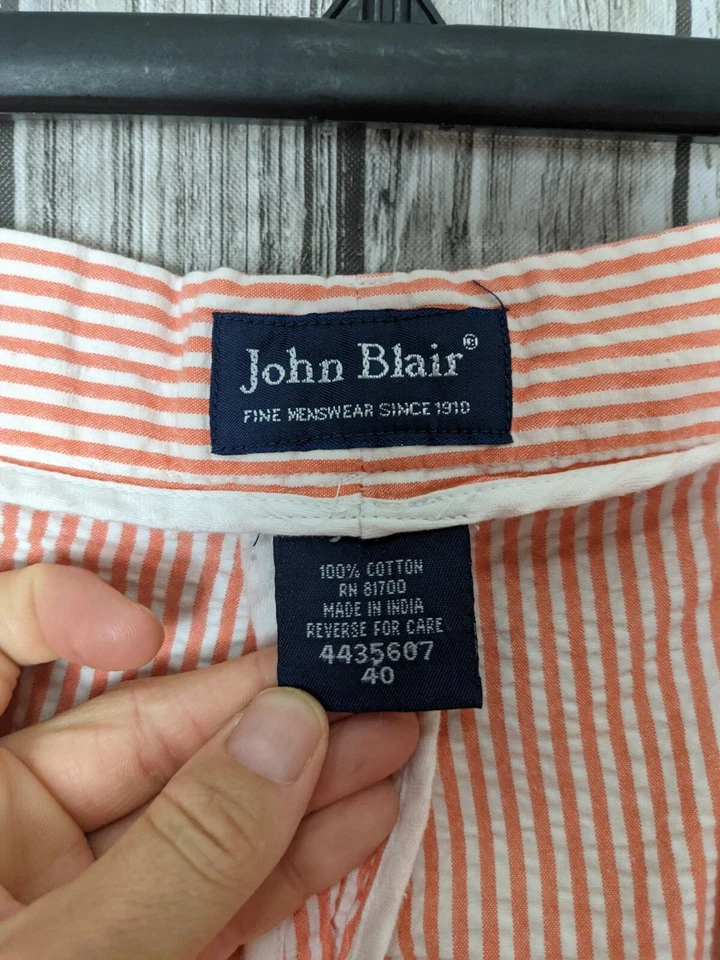 John Blair®
FINE MENSWEAR SINCE 1910
100% COTTON
RN 81700
MADE IN INDIA
REVERSE FOR CARE
4435607
40